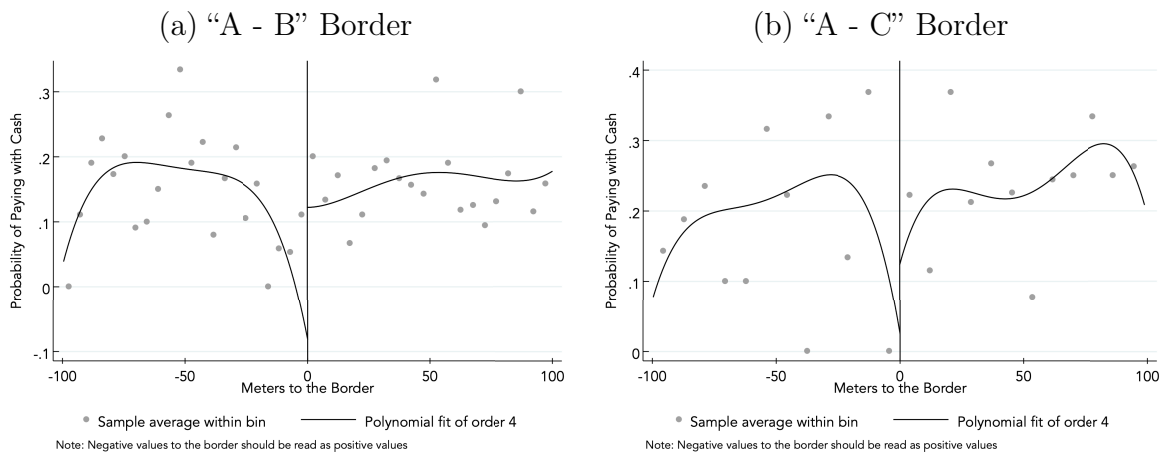 (a) “A - B” Border
Probability of Paying with Cash
.3
.2
.1
0
-.1
-100
-50
0
50
100
Meters to the Border
Sample average within bin
Polynomial fit of order 4
Note: Negative values to the border should be read as positive values
(b) “A - C” Border
Probability of Paying with Cash
.4
.3
.2
.1
0
-100
-50
0
50
100
Meters to the Border
Sample average within bin
Polynomial fit of order 4
Note: Negative values to the border should be read as positive values